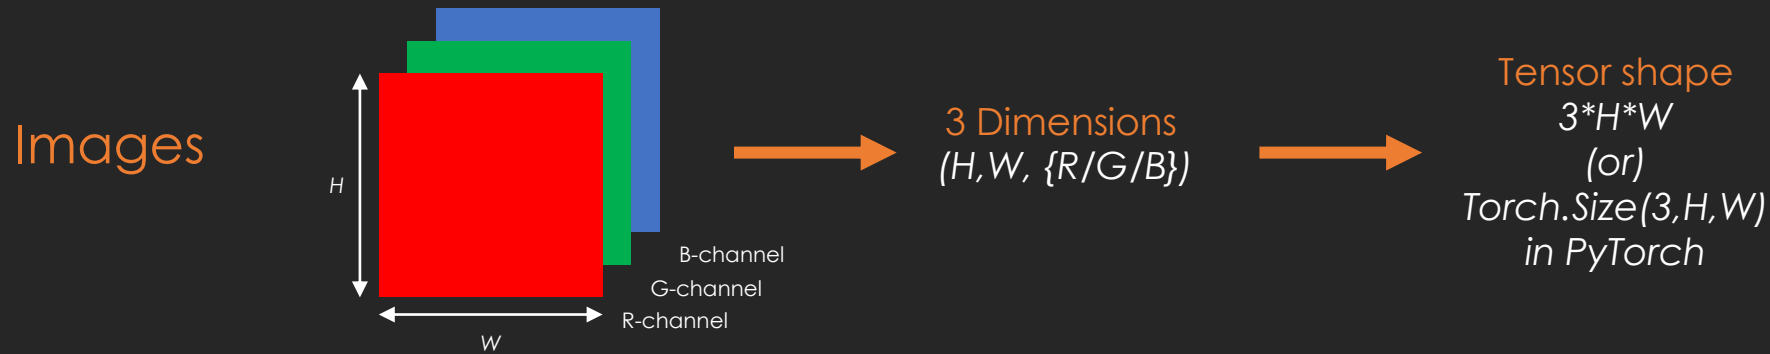 Images
H
W
B-channel
G-channel
R-channel
3 Dimensions
(H,W, {R/G/B})
Tensor shape
3*H*W
(or)
Torch.Size(3,H,W)
in PyTorch